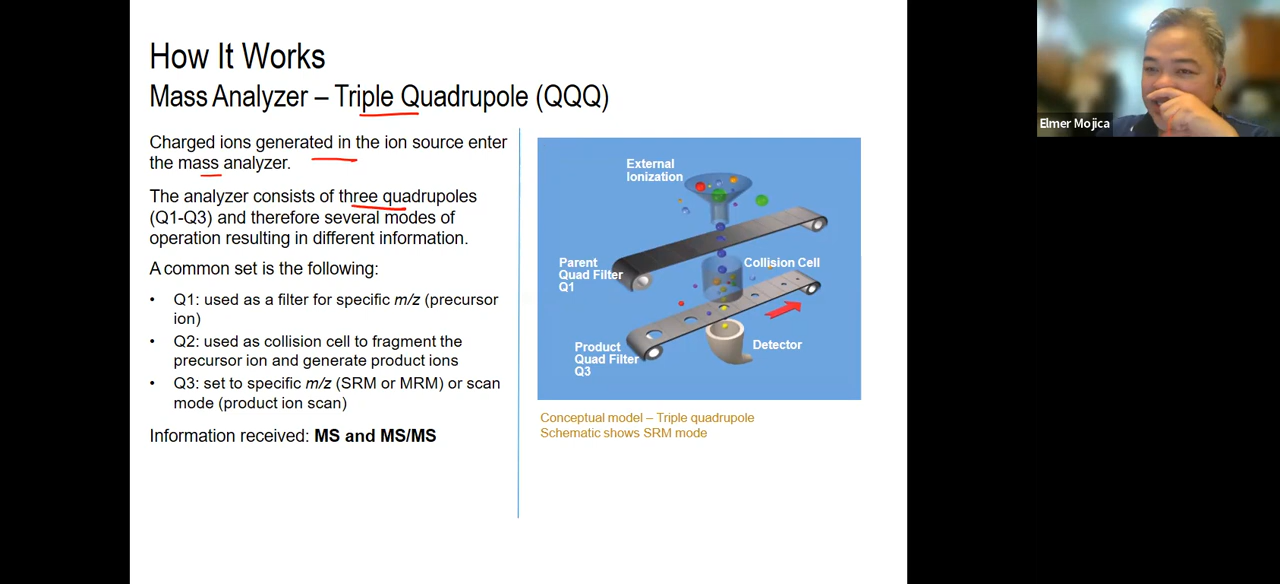 How It Works
Mass Analyzer – Triple Quadrupole (QQQ)
Charged ions generated in the ion source enter
the mass analyzer.
The analyzer consists of three quadrupoles
(Q1-Q3) and therefore several modes of
operation resulting in different information.
A common set is the following:
• Q1: used as a filter for specific m/z (precursor
ion)
• Q2: used as collision cell to fragment the
precursor ion and generate product ions
• Q3: set to specific m/z (SRM or MRM) or scan
mode (product ion scan)
Information received: MS and MS/MS
External
Ionization
Parent
Quad Filter
Q1
Collision Cell
Product
Quad Filter
Q3
Detector
Conceptual model – Triple quadrupole
Schematic shows SRM mode
Elmer Mojica